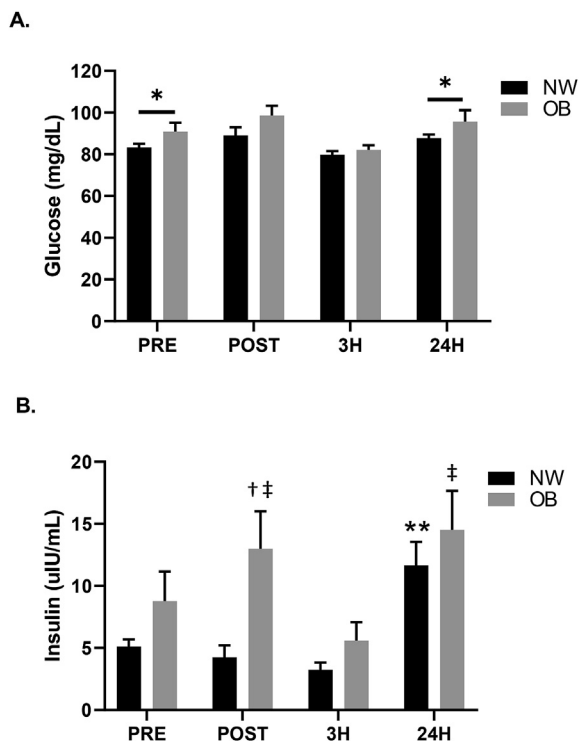 A.
Glucose (mg/dL)
120
100
80
60
40
20
0
*
*
NW
OB
PRE POST 3H 24H
B.
Insulin (uIU/mL)
20
15
10
5
0
†‡
**
‡
NW
OB
PRE POST 3H 24H